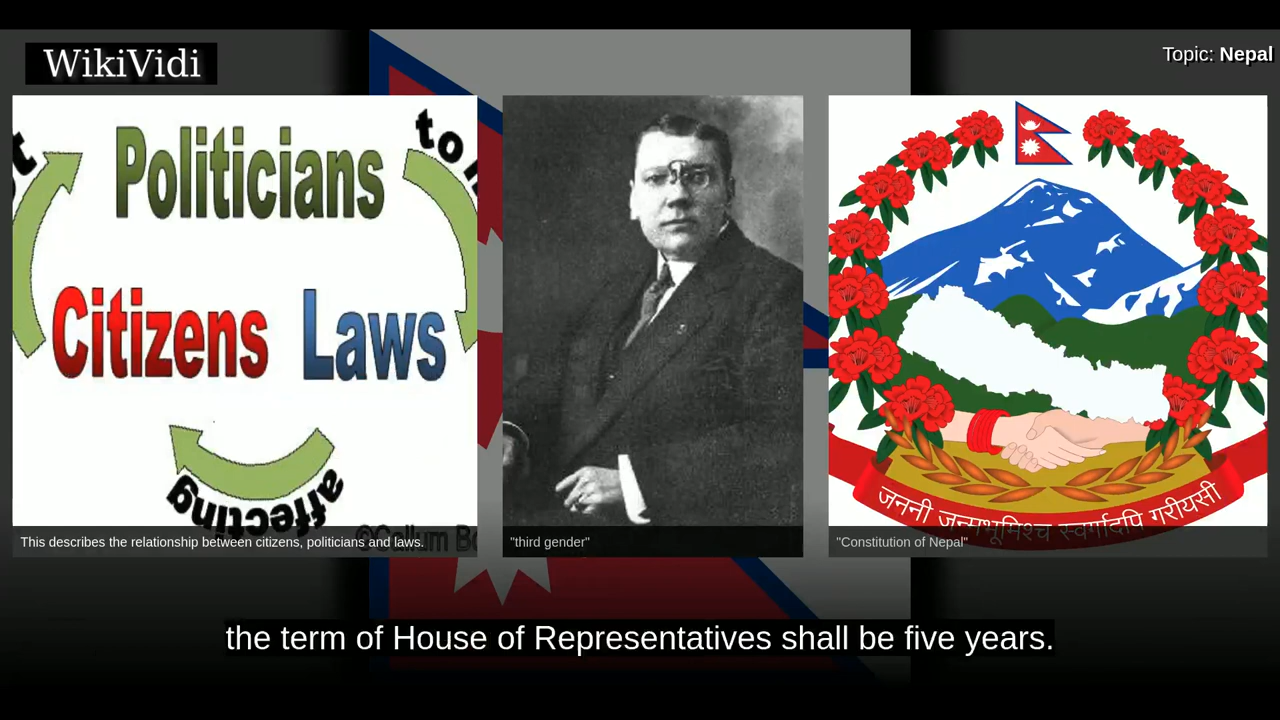 WikiVidi
Topic: Nepal
Politicians
Citizens Laws
affecting
This describes the relationship between citizens, politicians and laws.
"third gender"
जननी जन्मभूमिश्च स्वर्गादपि गरीयसी
"Constitution of Nepal"
the term of House of Representatives shall be five years.